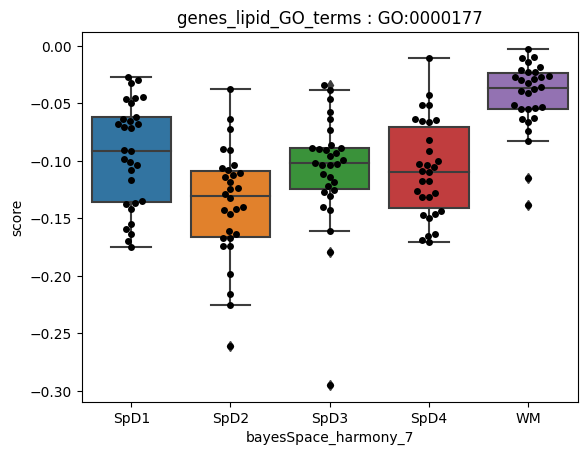 genes_lipid_GO_terms : GO:0000177
0.00
−0.05
−0.10
−0.15
−0.20
−0.25
−0.30
score
SpD1 SpD2 SpD3 SpD4 WM
bayesSpace_harmony_7